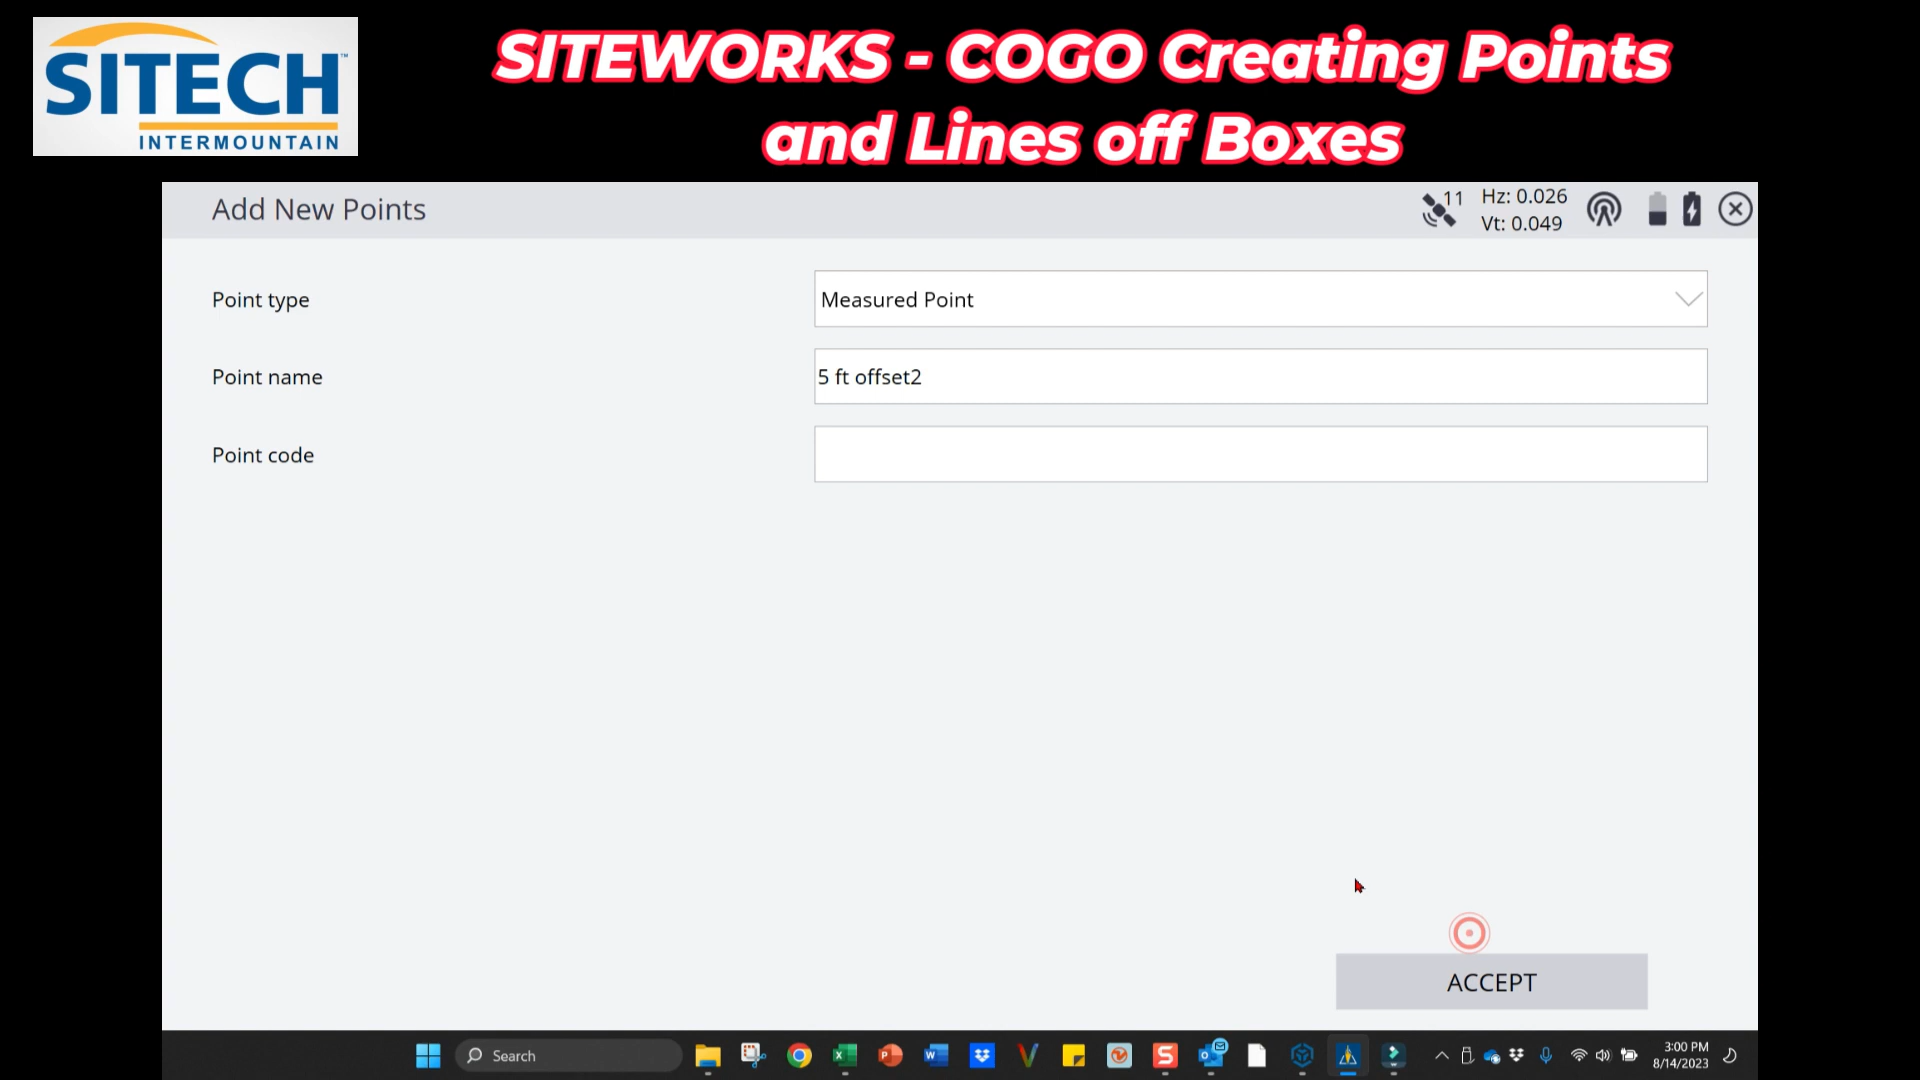 SITECH™
INTERMOUNTAIN
SITEWORKS - COGO Creating Points
and Lines off Boxes
Add New Points
11
Hz: 0.026
Vt: 0.049
Point type
Measured Point
Point name
5 ft offset2
Point code
ACCEPT
Search
3:00 PM
8/14/2023